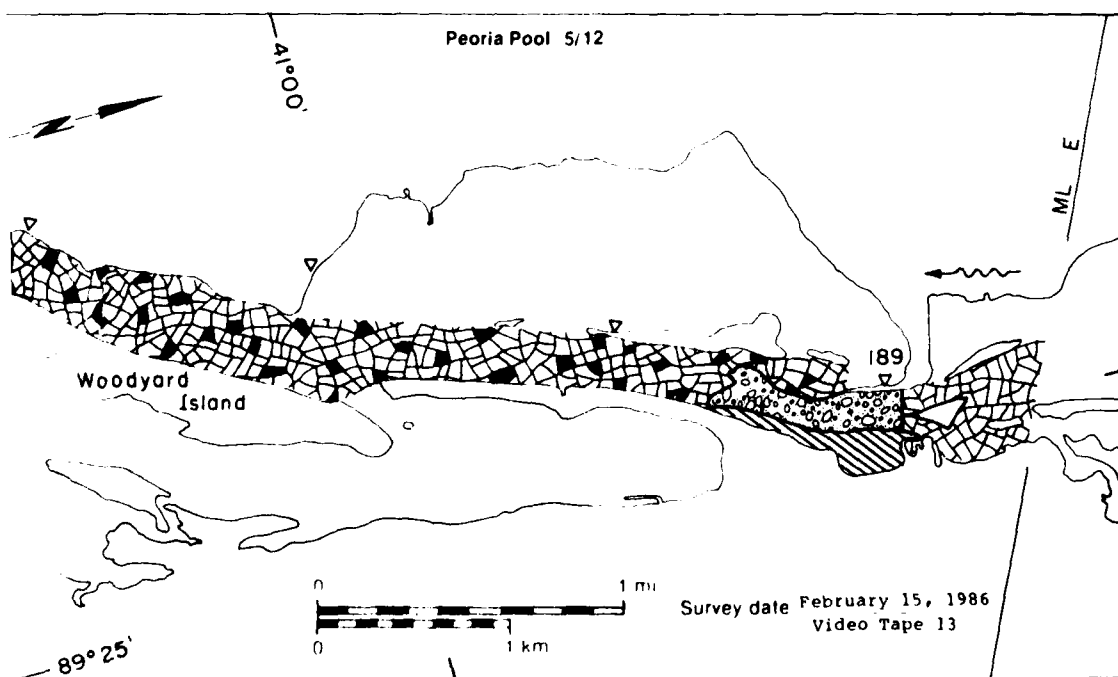 Peoria Pool 5/12
41°00'
N
ML E
189
Woodyard
Island
0 1 mi
0 1 km
Survey date February 15, 1986
Video Tape 13
89°25'